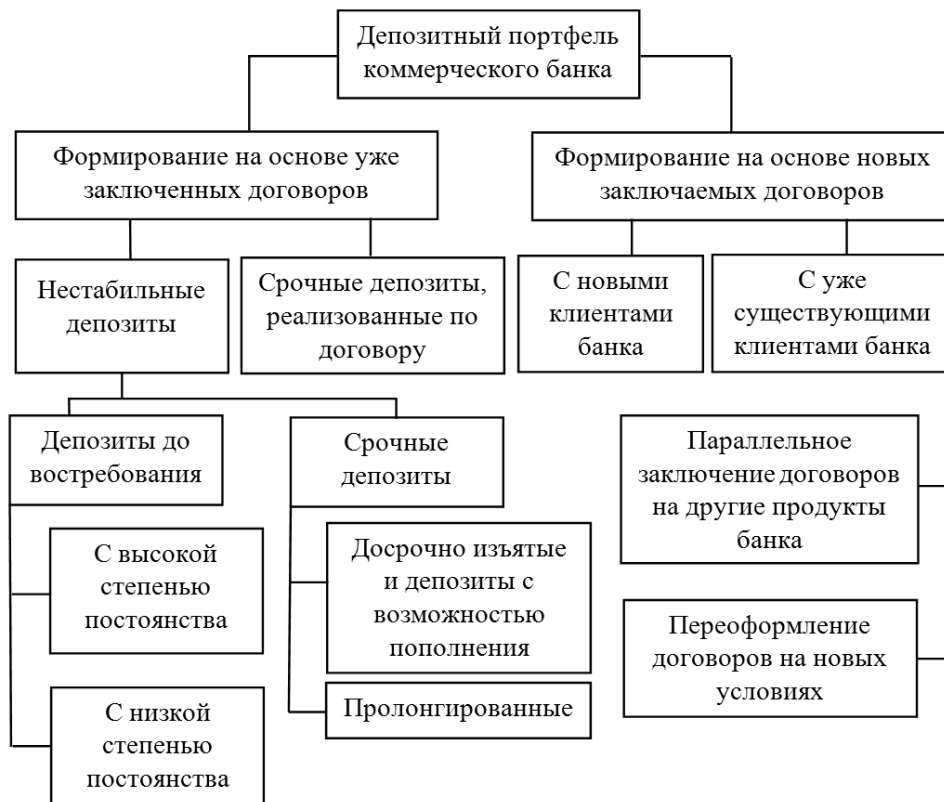 Депозитный портфель
коммерческого банка
Формирование на основе уже
заключенных договоров
Формирование на основе новых
заключаемых договоров
Нестабильные
депозиты
Срочные депозиты,
реализованные по
договору
С новыми
клиентами
банка
С уже
существующими
клиентами банка
Депозиты до
востребования
Срочные
депозиты
Параллельное
заключение договоров
на другие продукты
банка
С высокой
степенью
постоянства
Досрочно изъятые
и депозиты с
возможностью
пополнения
Переоформление
договоров на новых
условиях
Пролонгированные
С низкой
степенью
постоянства